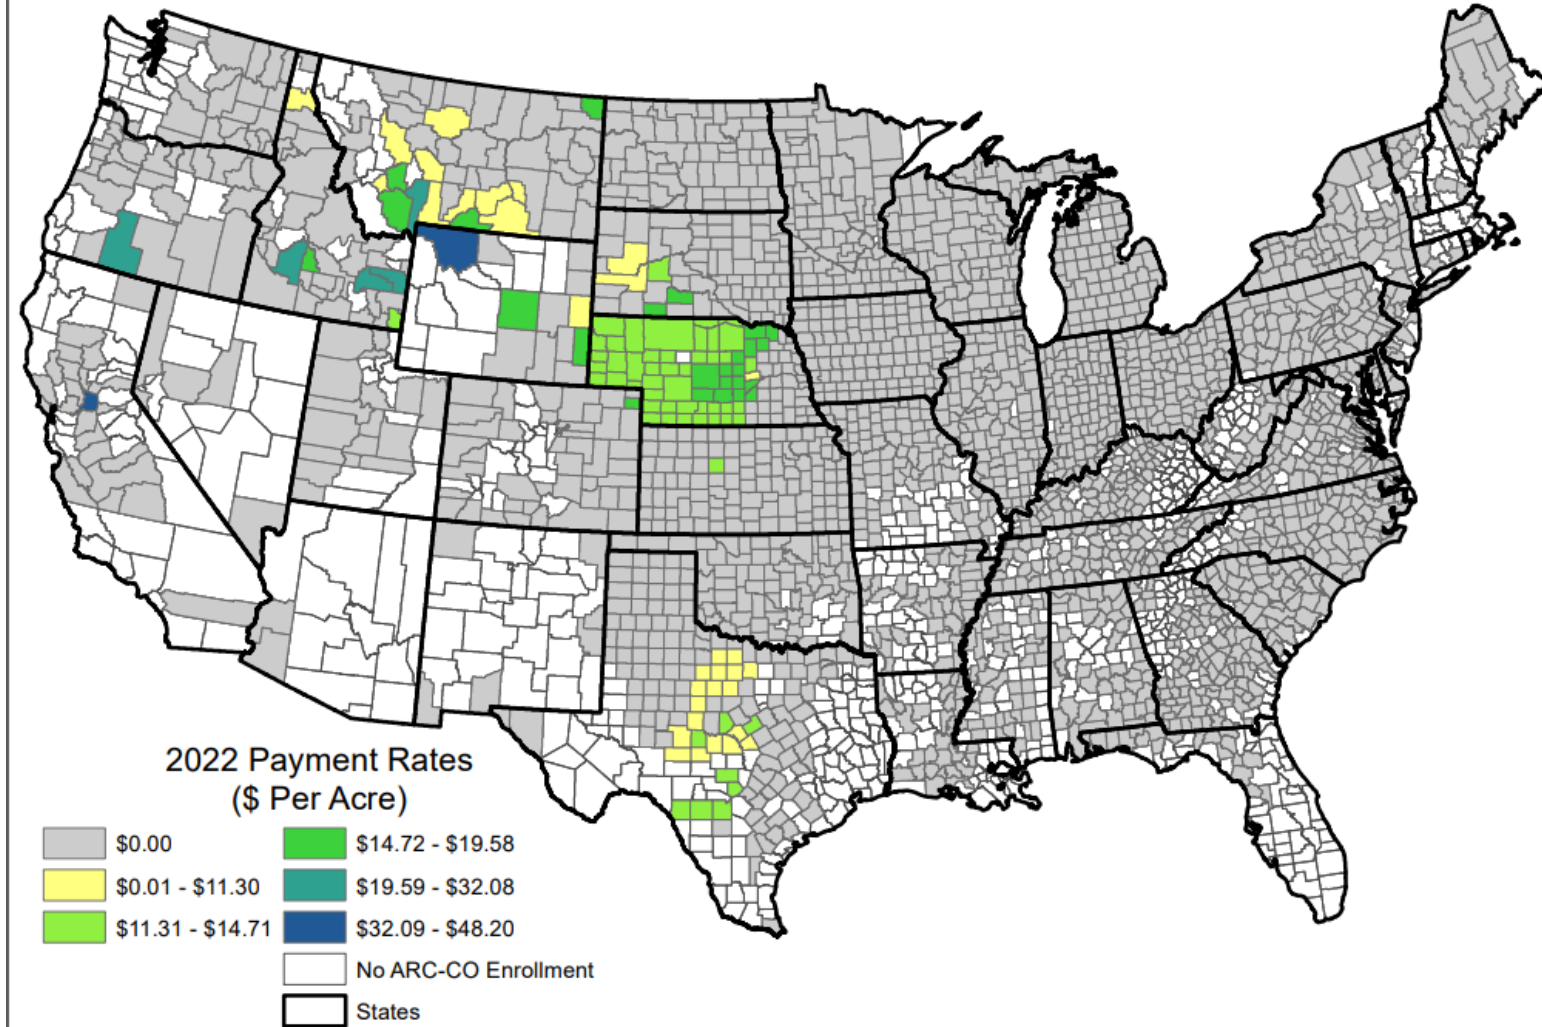 2022 Payment Rates
($ Per Acre)
$0.00
$14.72 - $19.58
$0.01 - $11.30
$19.59 - $32.08
$11.31 - $14.71
$32.09 - $48.20
No ARC-CO Enrollment
States